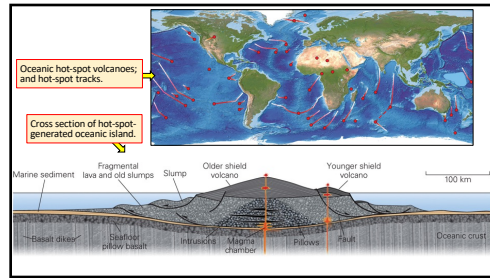 Oceanic hot-spot volcanoes;
and hot-spot tracks.
Cross section of hot-spot-
generated oceanic island.
Fragmental
lava and old slumps
Marine sediment
Slump
Older shield
volcano
Younger shield
volcano
100 km
Basalt dikes
Seafloor
pillow basalt
Intrusions
Magma
chamber
Pillows
Fault
Oceanic crust